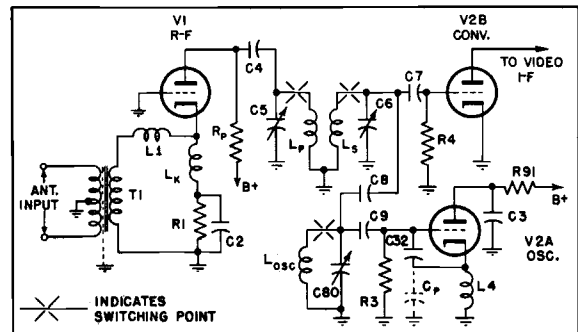 V1
R-F
V2B
CONV.
TO VIDEO
I-F
C4
C7
C5
C6
RP
LP
LS
R4
L1
LK
B+
C8
R91
B+
ANT.
INPUT
T1
R1
C2
C9
C32
C3
V2A
OSC.
LOSC
C80
R3
CP
L4
INDICATES
SWITCHING POINT